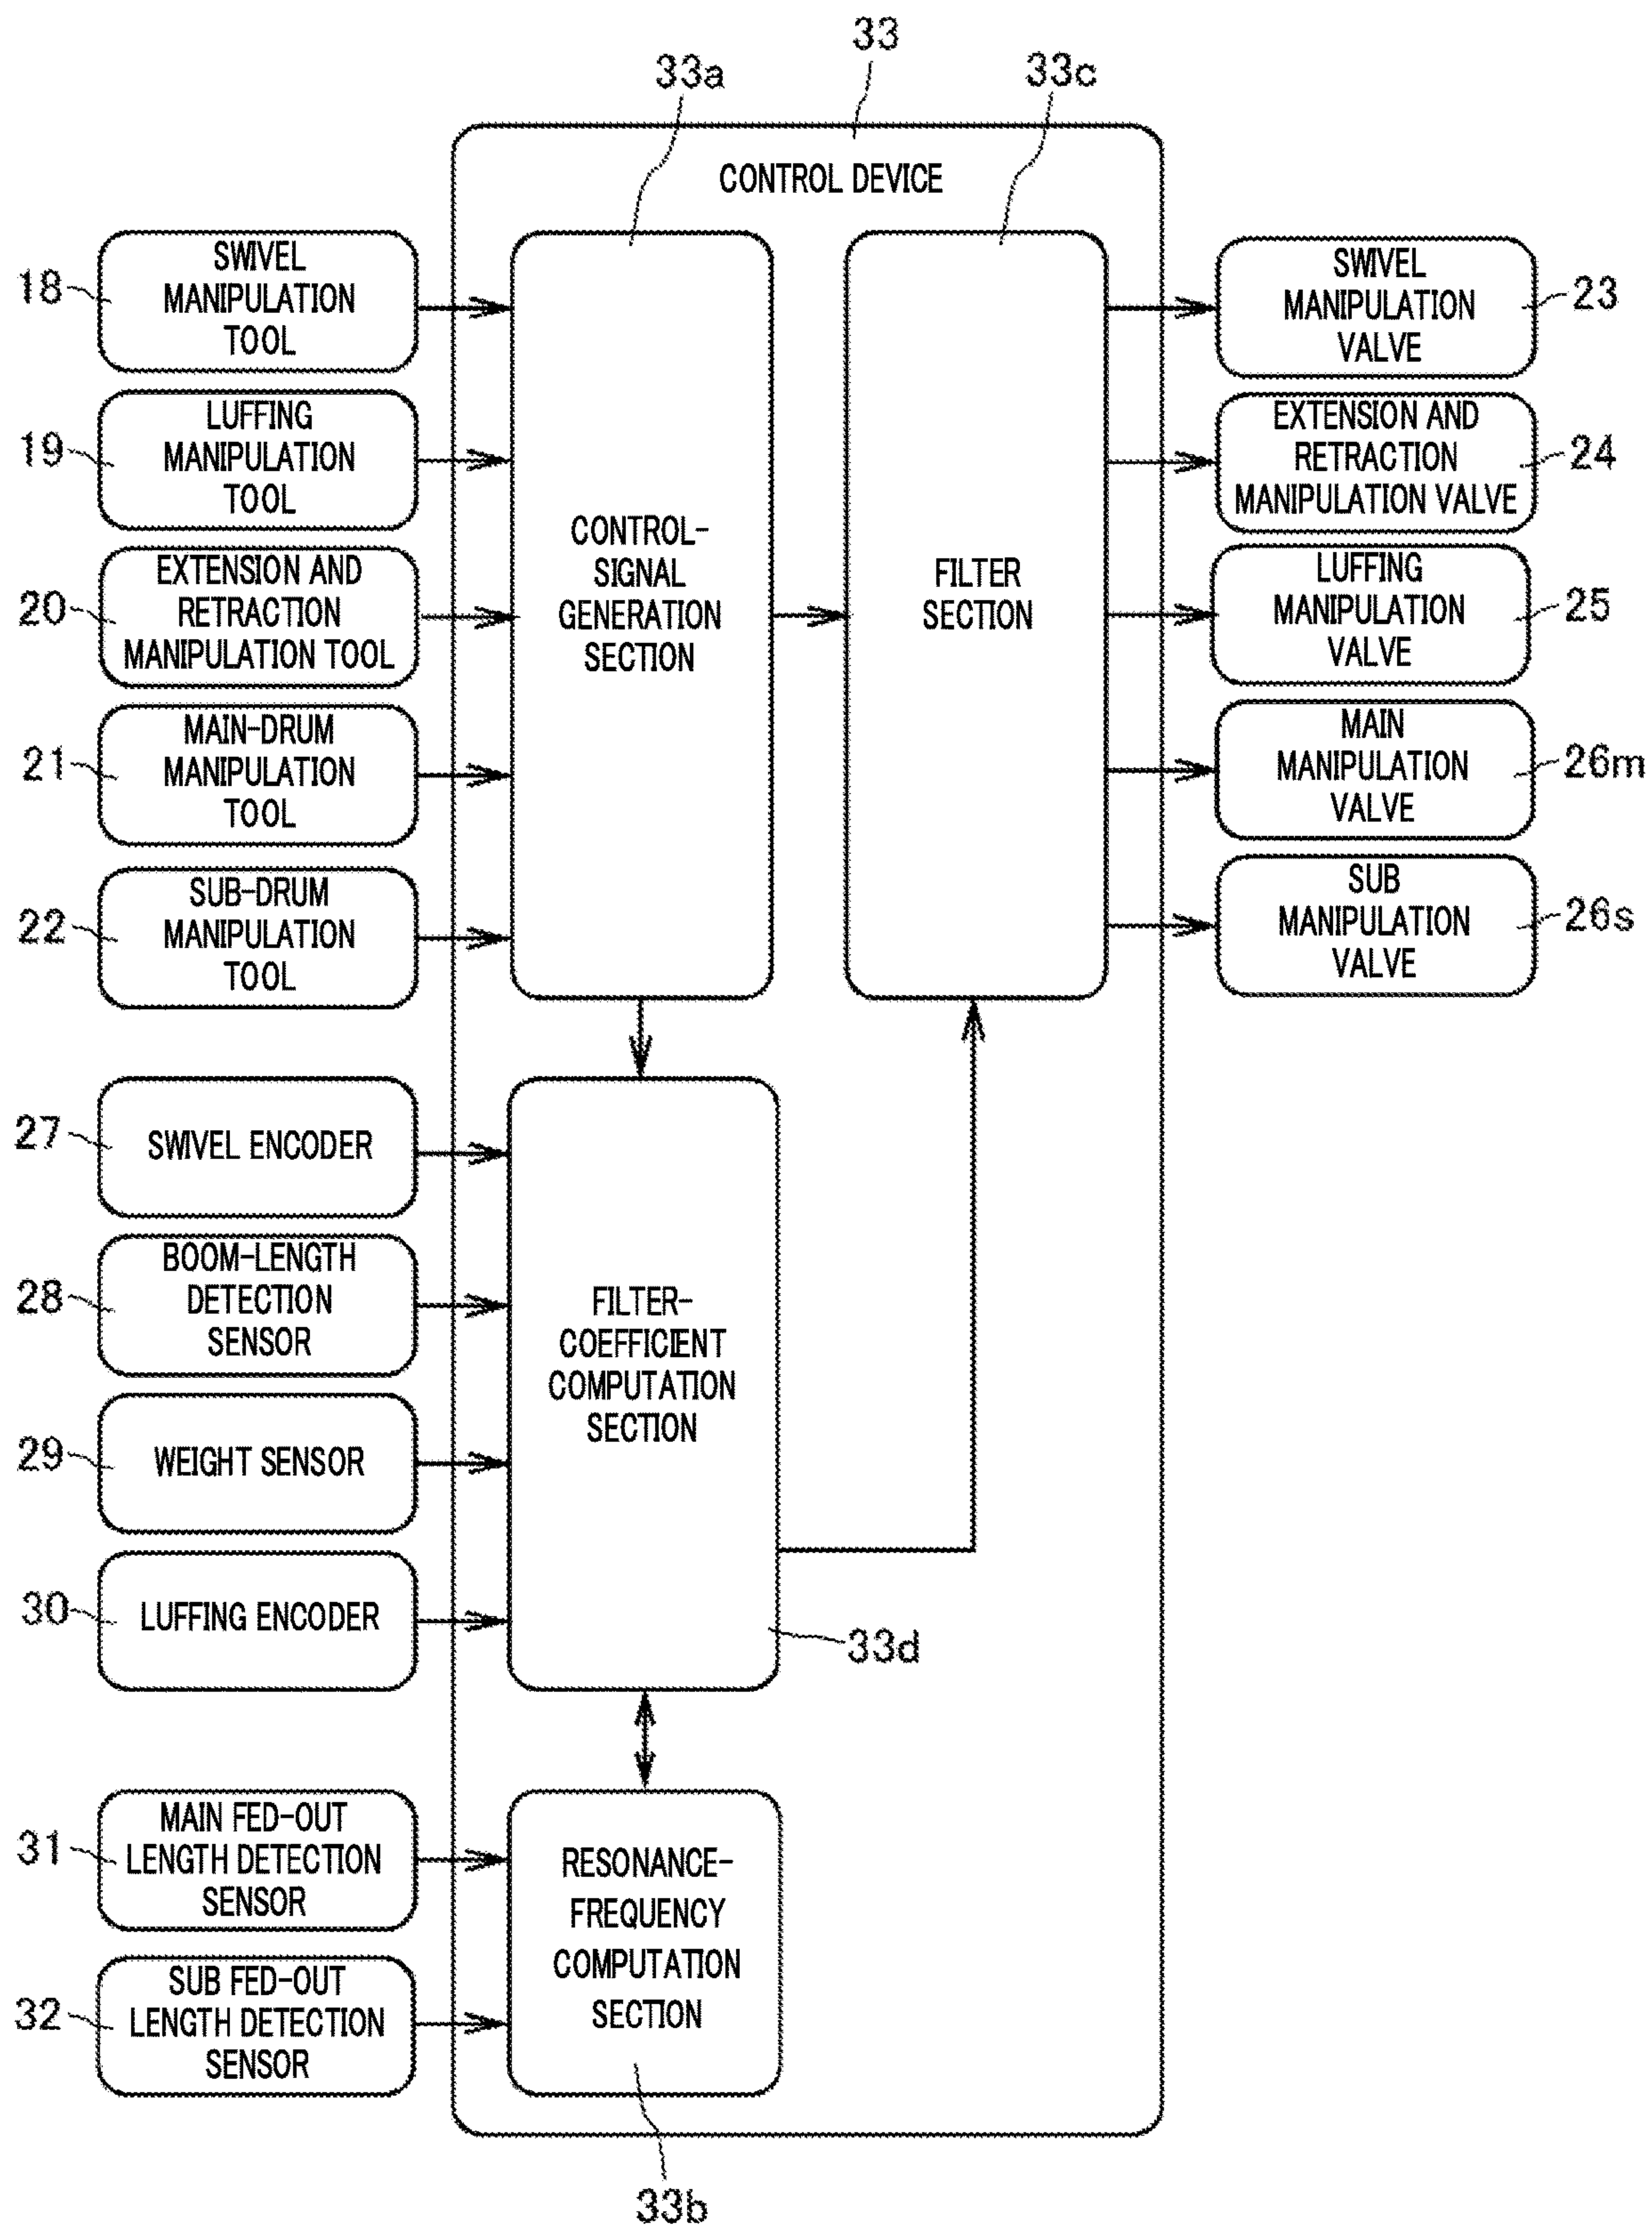 33
33a
33c
CONTROL DEVICE
18
SWIVEL
MANIPULATION
TOOL
19
LUFFING
MANIPULATION
TOOL
20
EXTENSION AND
RETRACTION
MANIPULATION TOOL
21
MAIN-DRUM
MANIPULATION
TOOL
22
SUB-DRUM
MANIPULATION
TOOL
CONTROL-
SIGNAL
GENERATION
SECTION
FILTER
SECTION
SWIVEL
MANIPULATION
VALVE
23
EXTENSION AND
RETRACTION
MANIPULATION VALVE
24
LUFFING
MANIPULATION
VALVE
25
MAIN
MANIPULATION
VALVE
26m
SUB
MANIPULATION
VALVE
26s
27
SWIVEL ENCODER
28
BOOM-LENGTH
DETECTION
SENSOR
29
WEIGHT SENSOR
30
LUFFING ENCODER
FILTER-
COEFFICIENT
COMPUTATION
SECTION
33d
31
MAIN FED-OUT
LENGTH DETECTION
SENSOR
32
SUB FED-OUT
LENGTH DETECTION
SENSOR
RESONANCE-
FREQUENCY
COMPUTATION
SECTION
33b